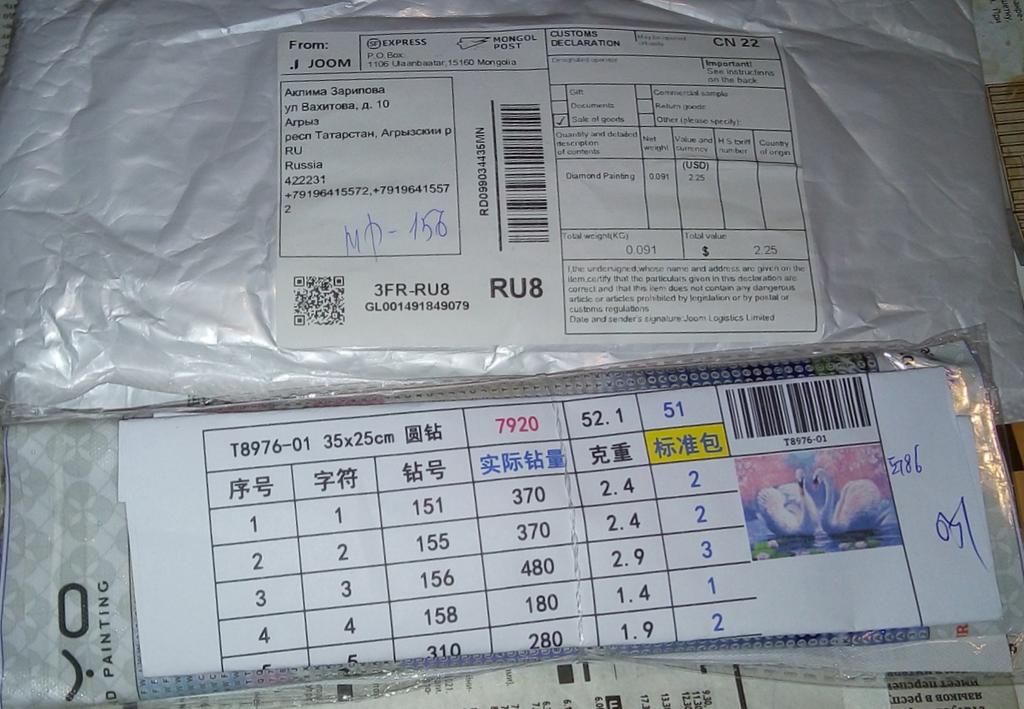 From:
JOOM
SF EXPRESS
MONGOL POST
P.O.Box
1106 Ulaanbaatar,15160 Mongolia
CUSTOMS DECLARATION
May be opened officially
CN 22
Designated operator
Important!
See instructions on the back
Gift
Commercial sample
Documents
Return goods
✓ Sale of goods
Other (please specify):
Quantity and detailed description of contents
Net weight
Value and currency
H S tariff number
Country of origin
(USD)
Diamond Painting
0.091
2.25
Total weight(KG)
0.091
Total value
$ 2.25
I,the undersigned,whose name and address are given on the
item,certify that the particulars given in this declaration are
correct and that this item does not contain any dangerous
article or articles prohibited by legislation or by postal or
customs regulations
Date and sender's signature:Joom Logistics Limited
Аклима Зарипова
ул Вахитова, д. 10
Агрыз
респ Татарстан, Агрызский р
RU
Russia
422231
+79196415572,+7919641557
2
МФ-156
RD099034435MN
3FR-RU8
GL001491849079
RU8
T8976-01 35x25cm 圆钻
7920
52.1
51
序号 字符 钻号 实际钻量 克重 标准包
1 1 151 370 2.4 2
2 2 155 370 2.4 2
3 3 156 480 2.9 3
4 4 158 180 1.4 1
5 5 310 280 1.9 2
T8976-01
PAINTING